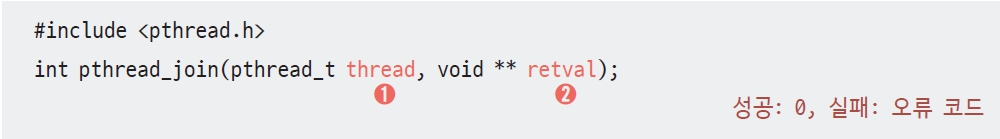 #include <pthread.h>
int pthread_join(pthread_t thread, void ** retval);
❶ ❷
성공: 0, 실패: 오류 코드